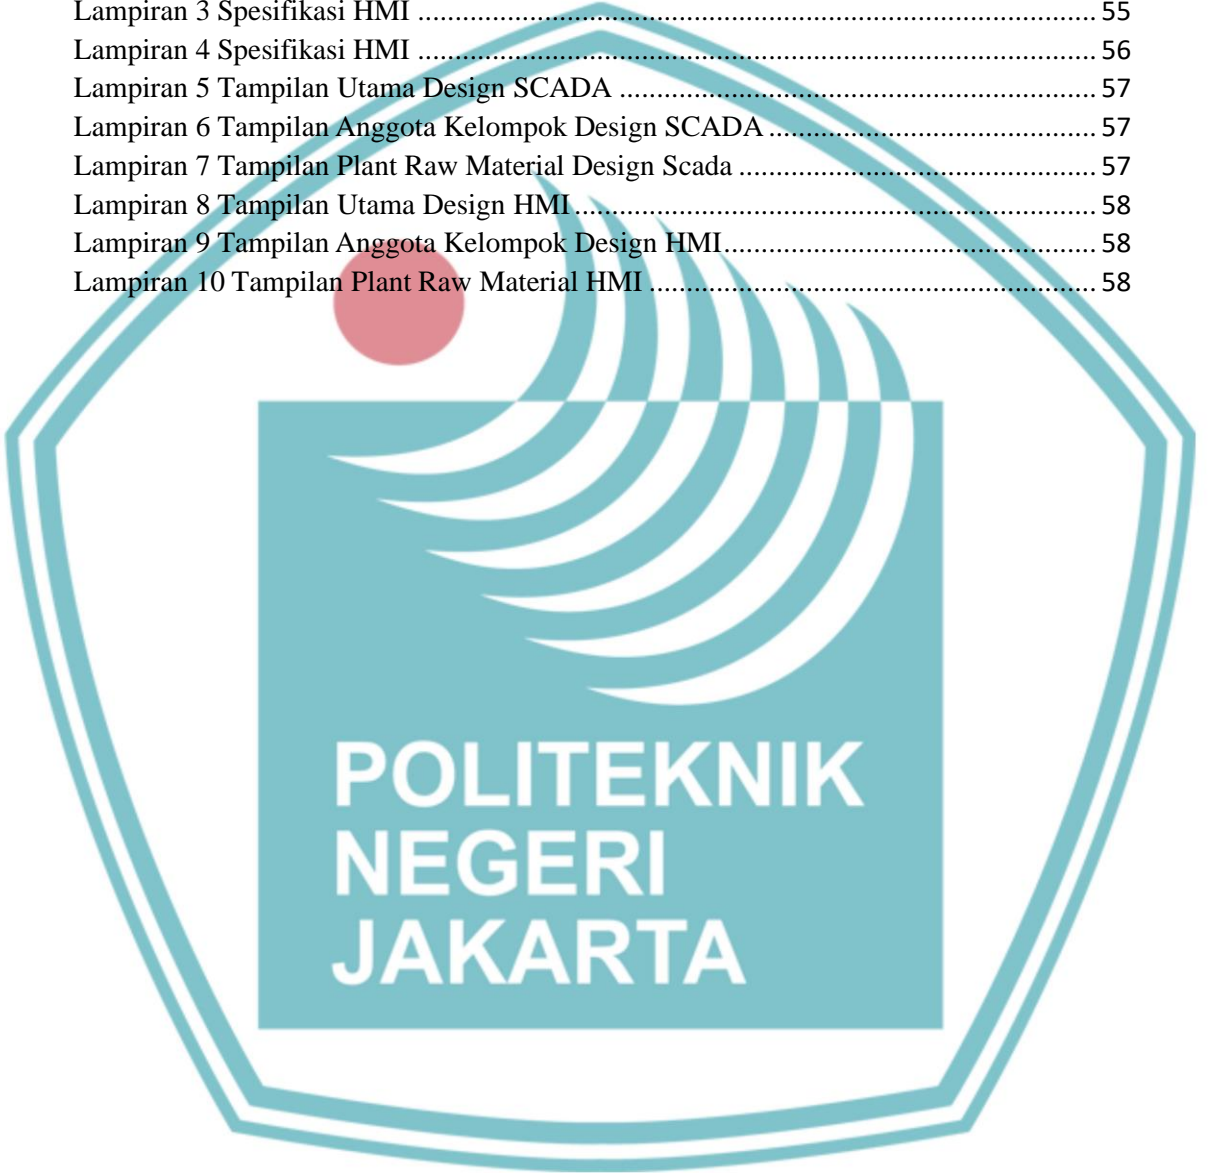 Lampiran 3 Spesifikasi HMI ............................................................................................ 55
Lampiran 4 Spesifikasi HMI ............................................................................................ 56
Lampiran 5 Tampilan Utama Design SCADA ................................................................ 57
Lampiran 6 Tampilan Anggota Kelompok Design SCADA ............................................ 57
Lampiran 7 Tampilan Plant Raw Material Design Scada ................................................ 57
Lampiran 8 Tampilan Utama Design HMI ...................................................................... 58
Lampiran 9 Tampilan Anggota Kelompok Design HMI.................................................. 58
Lampiran 10 Tampilan Plant Raw Material HMI ............................................................ 58
POLITEKNIK
NEGERI
JAKARTA